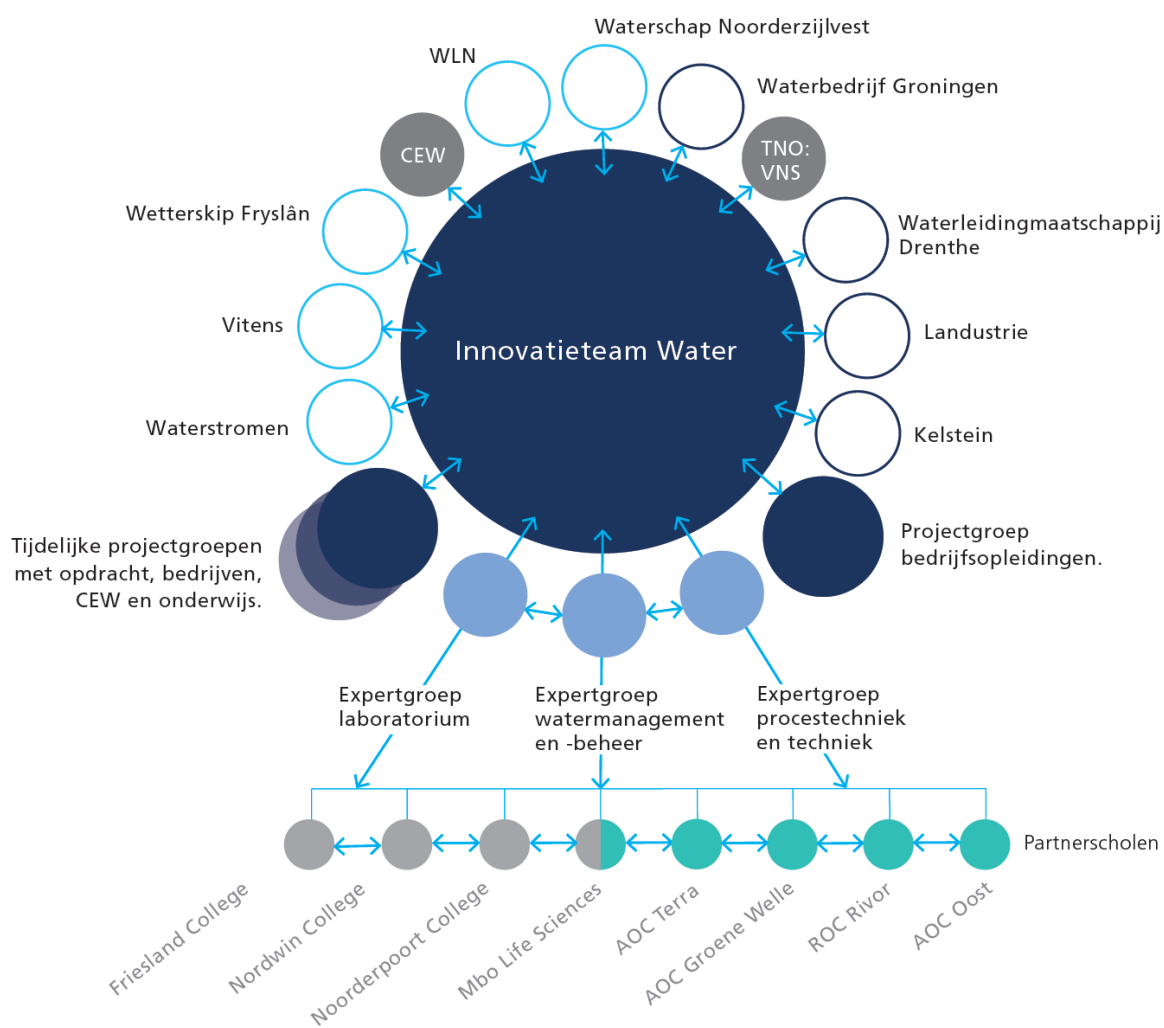 Waterschap Noorderzijlvest
WLN
Waterbedrijf Groningen
CEW
TNO:
VNS
Wetterskip Fryslân
Waterleidingmaatschappij
Drenthe
Vitens
Landustrie
Innovatieteam Water
Waterstromen
Kelstein
Tijdelijke projectgroepen
met opdracht, bedrijven,
CEW en onderwijs.
Projectgroep
bedrijfsopleidingen.
Expertgroep
laboratorium
Expertgroep
watermanagement
en -beheer
Expertgroep
procestechniek
en techniek
Partnerscholen
Friesland College
Nordwin College
Noorderpoort College
Mbo Life Sciences
AOC Terra
AOC Groene Welle
ROC Rivor
AOC Oost